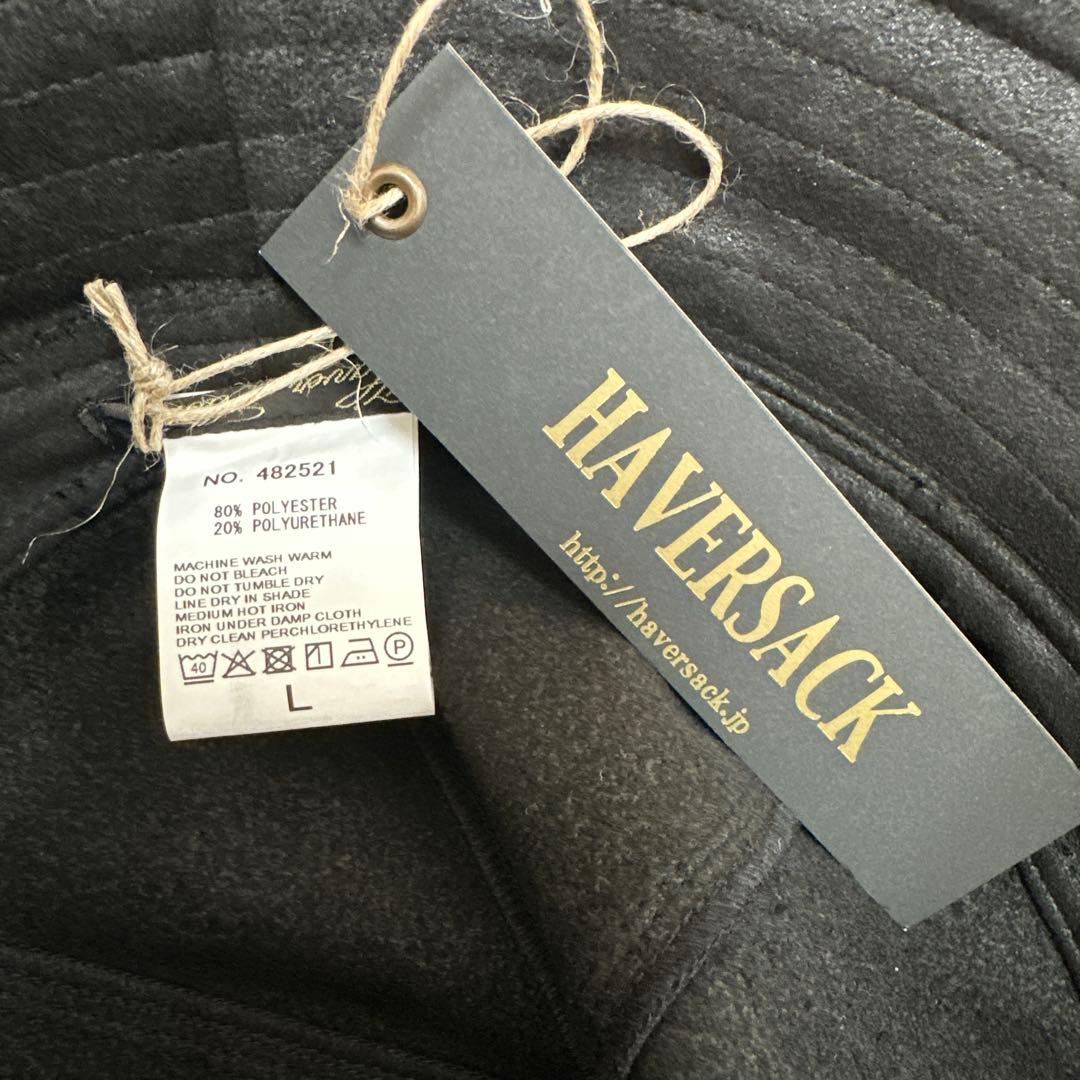 HAVERSACK
http://haversack.jp
NO. 482521
80% POLYESTER
20% POLYURETHANE
MACHINE WASH WARM
DO NOT BLEACH
DO NOT TUMBLE DRY
LINE DRY IN SHADE
MEDIUM HOT IRON
IRON UNDER DAMP CLOTH
DRY CLEAN PERCHLORETHYLENE
40 P
L